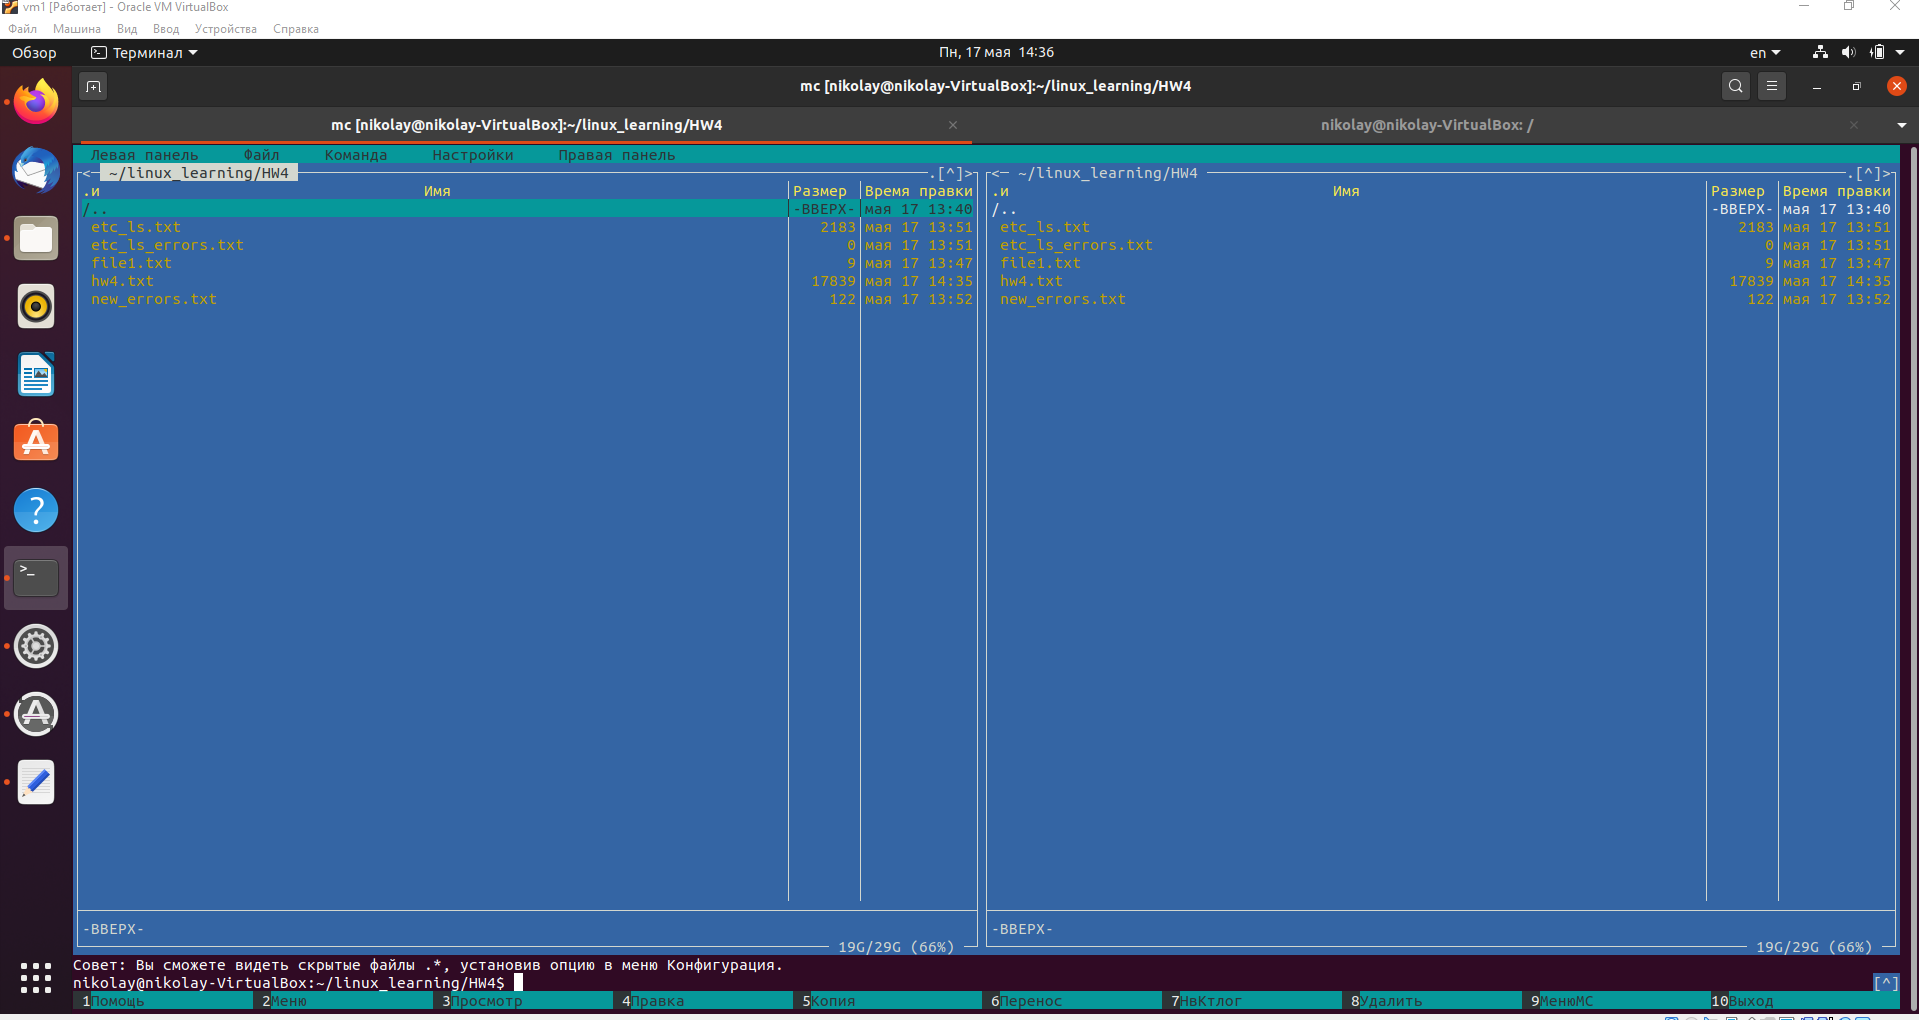 vm1 [Работает] - Oracle VM VirtualBox
Файл Машина Вид Ввод Устройства Справка
Обзор Терминал Пн, 17 мая 14:36 en
mc [nikolay@nikolay-VirtualBox]:~/linux_learning/HW4
mc [nikolay@nikolay-VirtualBox]:~/linux_learning/HW4 × nikolay@nikolay-VirtualBox: / ×
Левая панель Файл Команда Настройки Правая панель
<─ ~/linux_learning/HW4 .[^]> <─ ~/linux_learning/HW4 .[^]>
.и Имя Размер Время правки .и Имя Размер Время правки
/.. -ВВЕРХ- мая 17 13:40 /.. -ВВЕРХ- мая 17 13:40
etc_ls.txt 2183 мая 17 13:51 etc_ls.txt 2183 мая 17 13:51
etc_ls_errors.txt 0 мая 17 13:51 etc_ls_errors.txt 0 мая 17 13:51
file1.txt 9 мая 17 13:47 file1.txt 9 мая 17 13:47
hw4.txt 17839 мая 17 14:35 hw4.txt 17839 мая 17 14:35
new_errors.txt 122 мая 17 13:52 new_errors.txt 122 мая 17 13:52
-ВВЕРХ- -ВВЕРХ-
19G/29G (66%) 19G/29G (66%)
Совет: Вы сможете видеть скрытые файлы .*, установив опцию в меню Конфигурация.
nikolay@nikolay-VirtualBox:~/linux_learning/HW4$ [^]
1Помощь 2Меню 3Просмотр 4Правка 5Копия 6Перенос 7НвКтлог 8Удалить 9МенюMC 10Выход